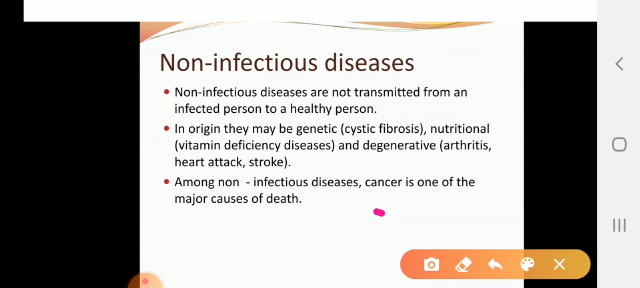 Non-infectious diseases
• Non-infectious diseases are not transmitted from an
infected person to a healthy person.
• In origin they may be genetic (cystic fibrosis), nutritional
(vitamin deficiency diseases) and degenerative (arthritis,
heart attack, stroke).
• Among non - infectious diseases, cancer is one of the
major causes of death.